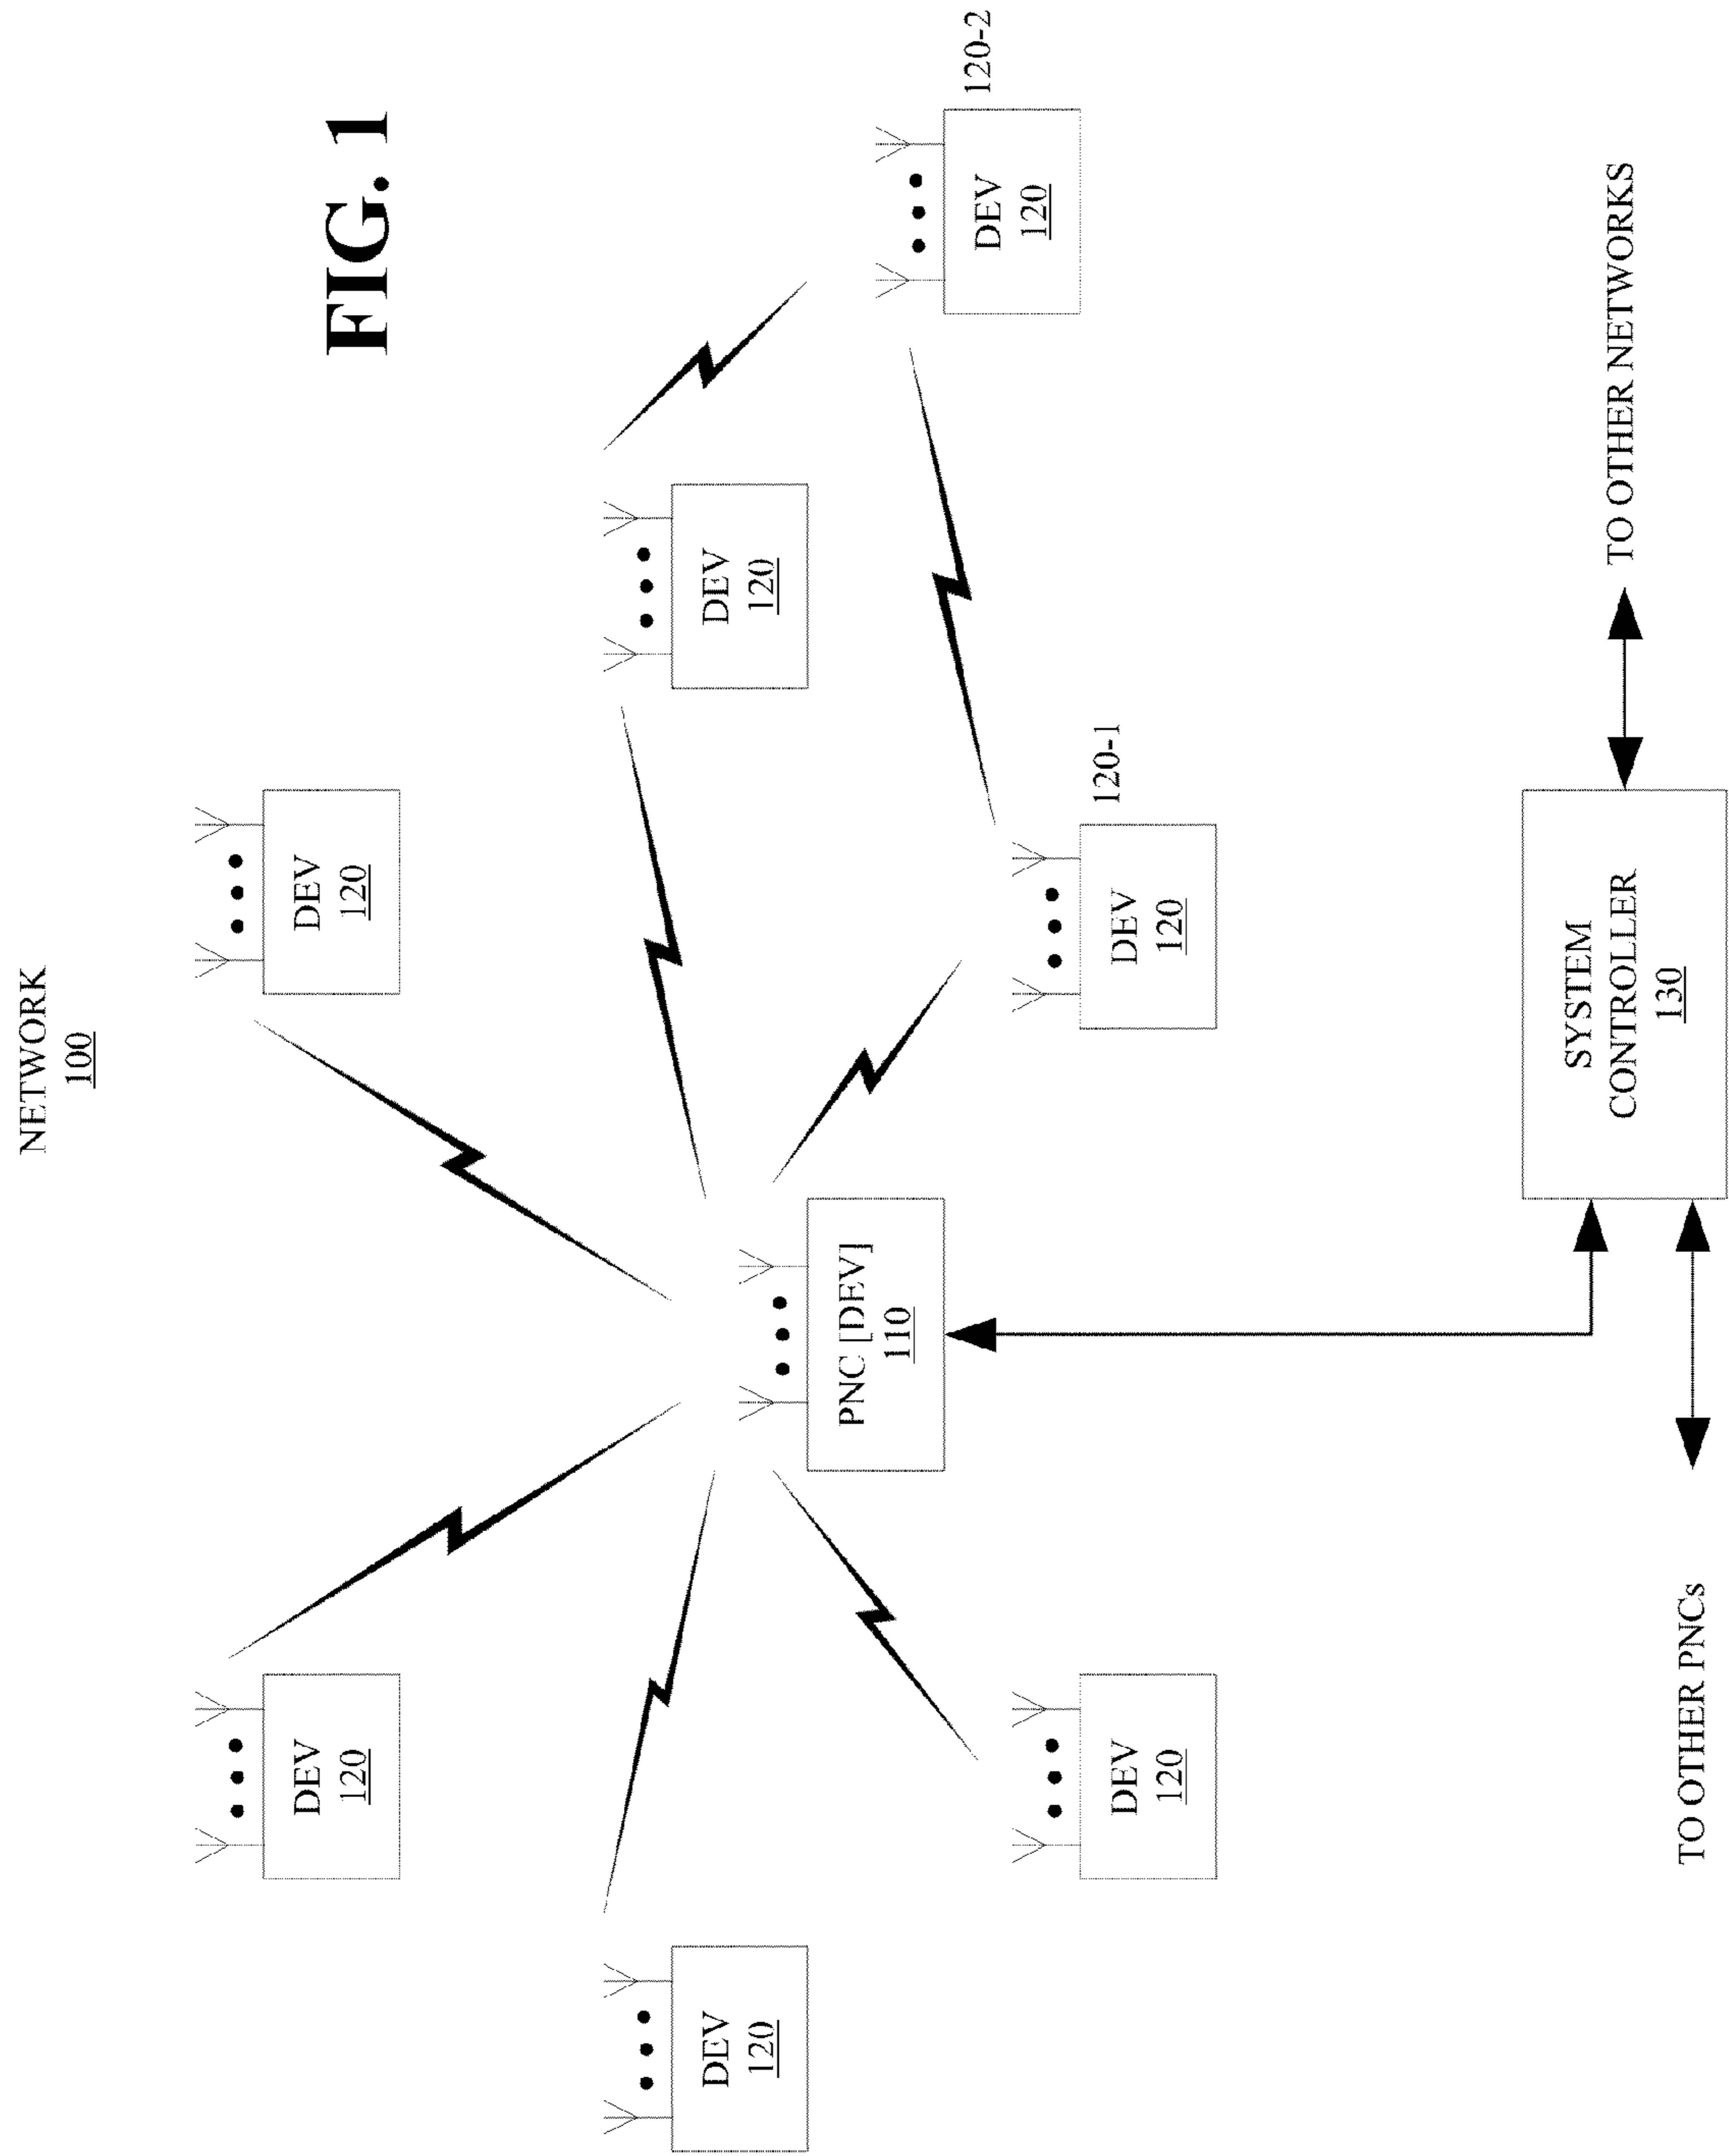 NETWORK
100
FIG. 1
DEV
120
DEV
120
DEV
120
DEV
120
PNC [DEV]
110
120-2
DEV
120
DEV
120
120-1
DEV
120
SYSTEM
CONTROLLER
130
TO OTHER NETWORKS
TO OTHER PNCs